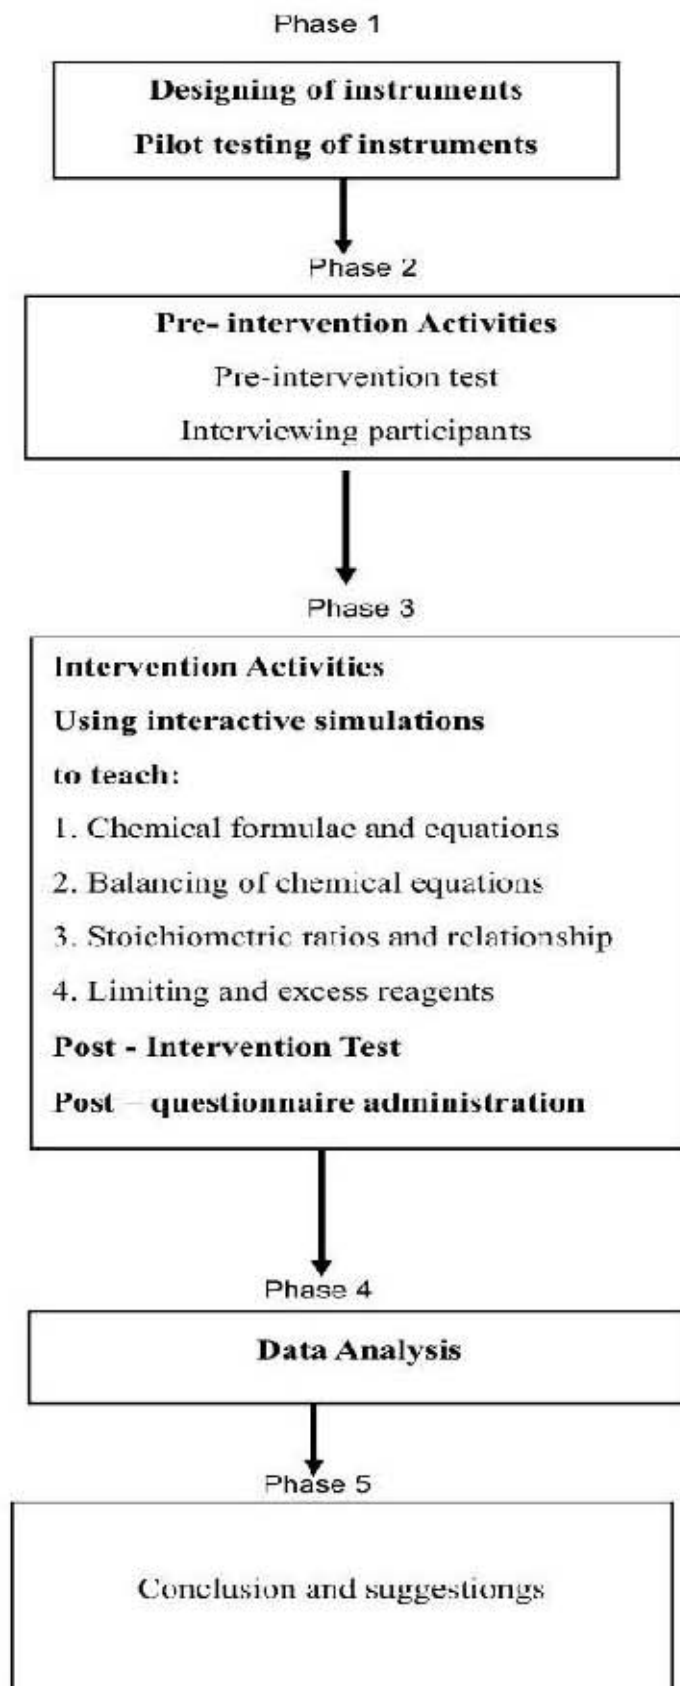 Phase 1
Designing of instruments
Pilot testing of instruments
Phase 2
Pre- intervention Activities
Pre-intervention test
Interviewing participants
Phase 3
Intervention Activities
Using interactive simulations
to teach:
1. Chemical formulae and equations
2. Balancing of chemical equations
3. Stoichiometric ratios and relationship
4. Limiting and excess reagents
Post - Intervention Test
Post – questionnaire administration
Phase 4
Data Analysis
Phase 5
Conclusion and suggestiongs